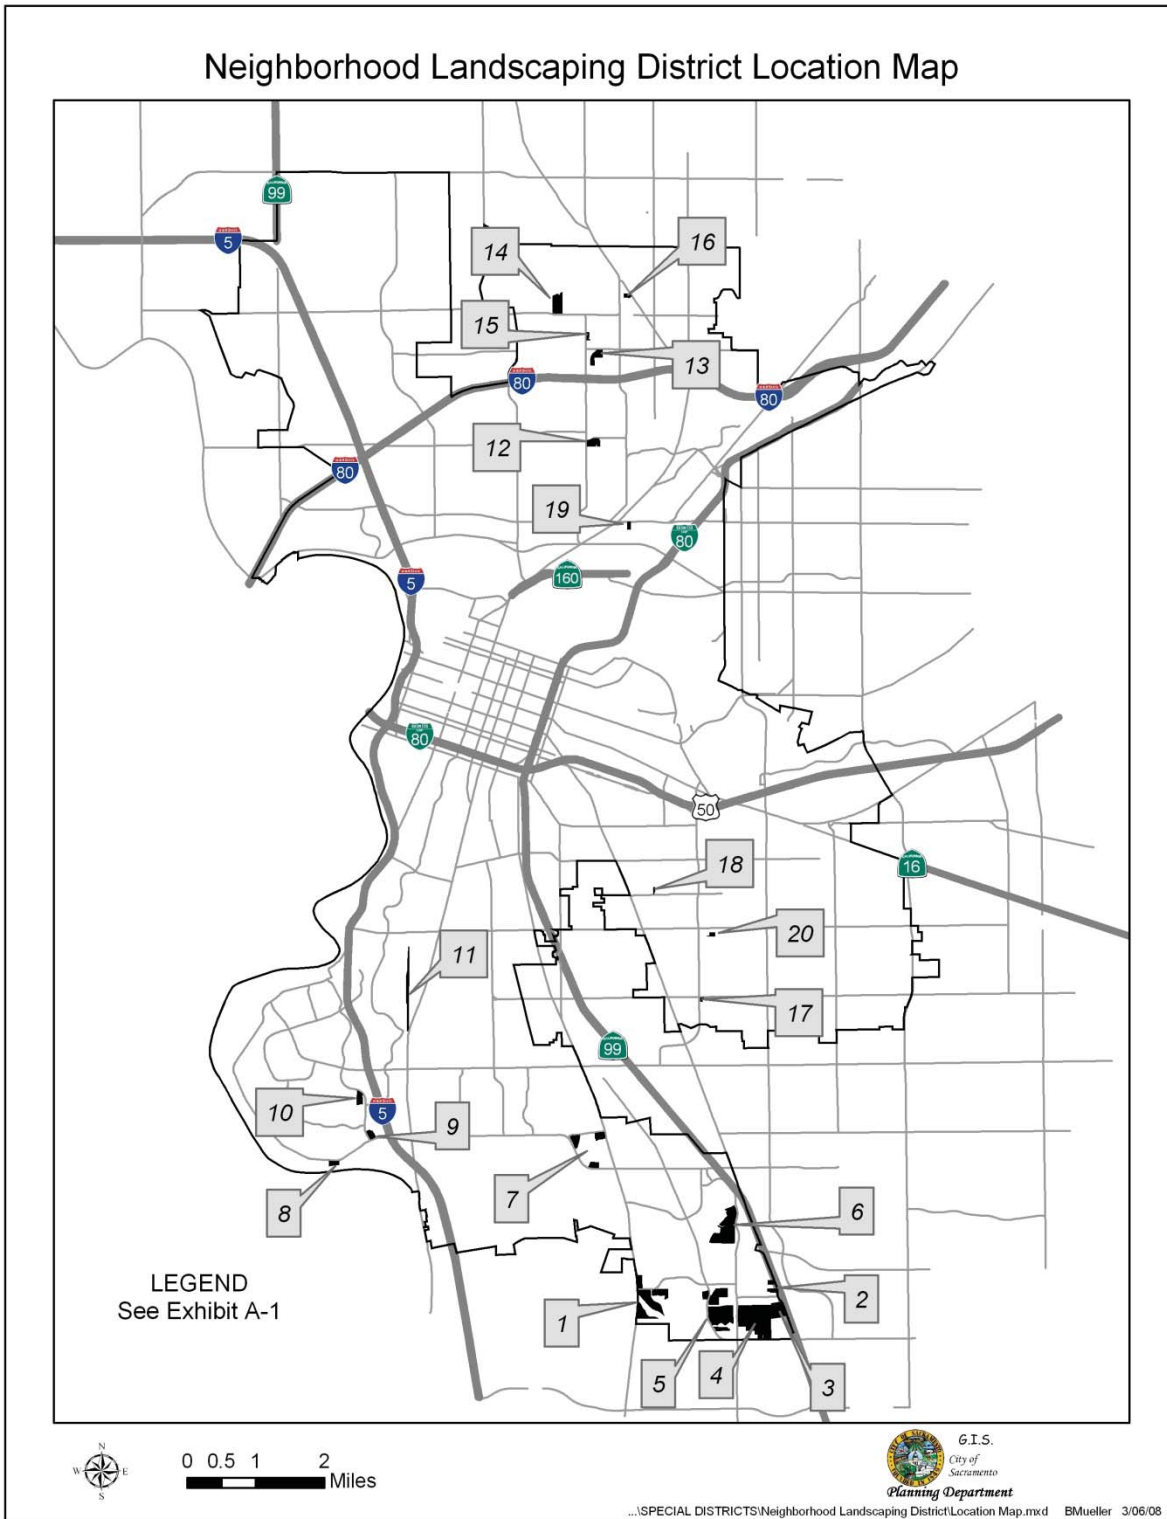 Neighborhood Landscaping District Location Map
99
5
14
16
15
13
80
80
12
80
19
80
5
160
80
50
18
16
20
11
17
99
10
5
9
7
6
8
LEGEND
See Exhibit A-1
2
1
5
4
3
N
W
E
S
0 0.5 1 2
Miles
G.I.S.
City of
Sacramento
Planning Department
...\SPECIAL DISTRICTS\Neighborhood Landscaping District\Location Map.mxd BMueller 3/06/08